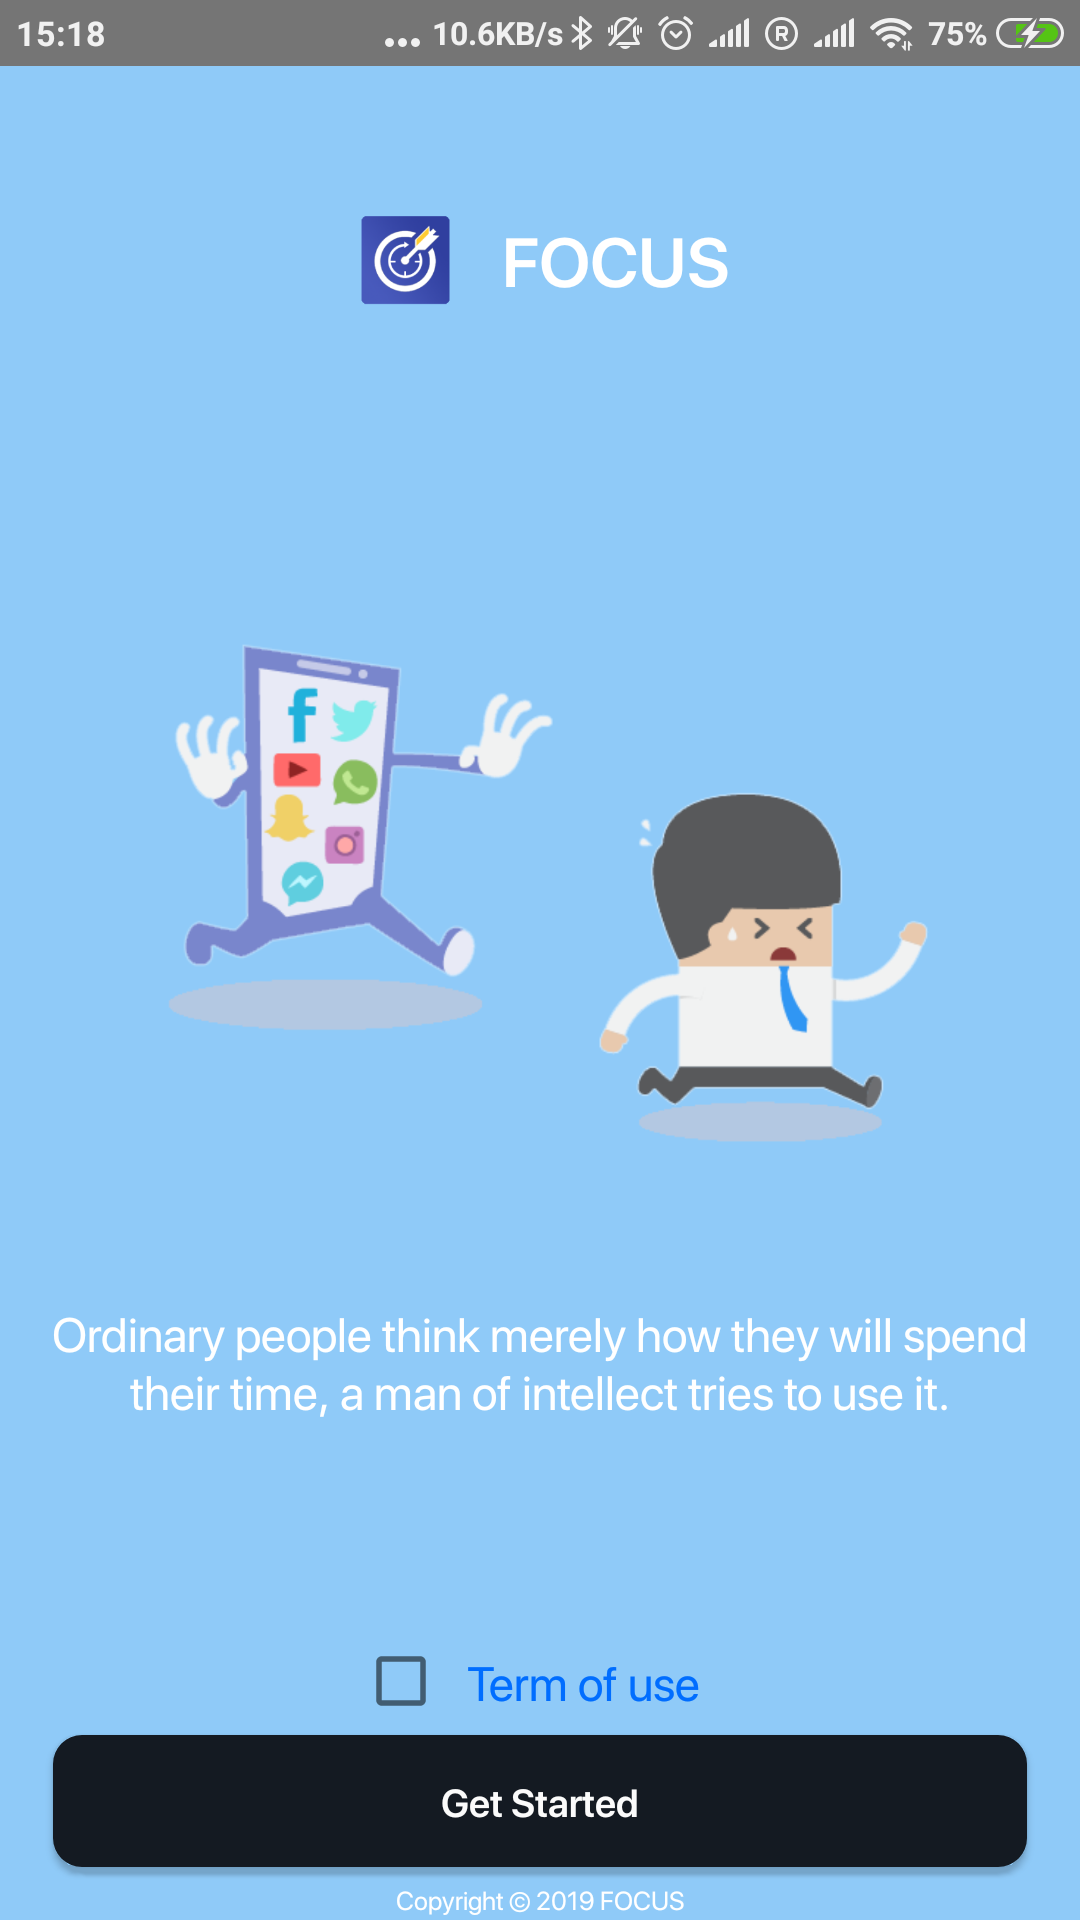 15:18
... 10.6KB/s R 75%
FOCUS
Ordinary people think merely how they will spend
their time, a man of intellect tries to use it.
Term of use
Get Started
Copyright © 2019 FOCUS